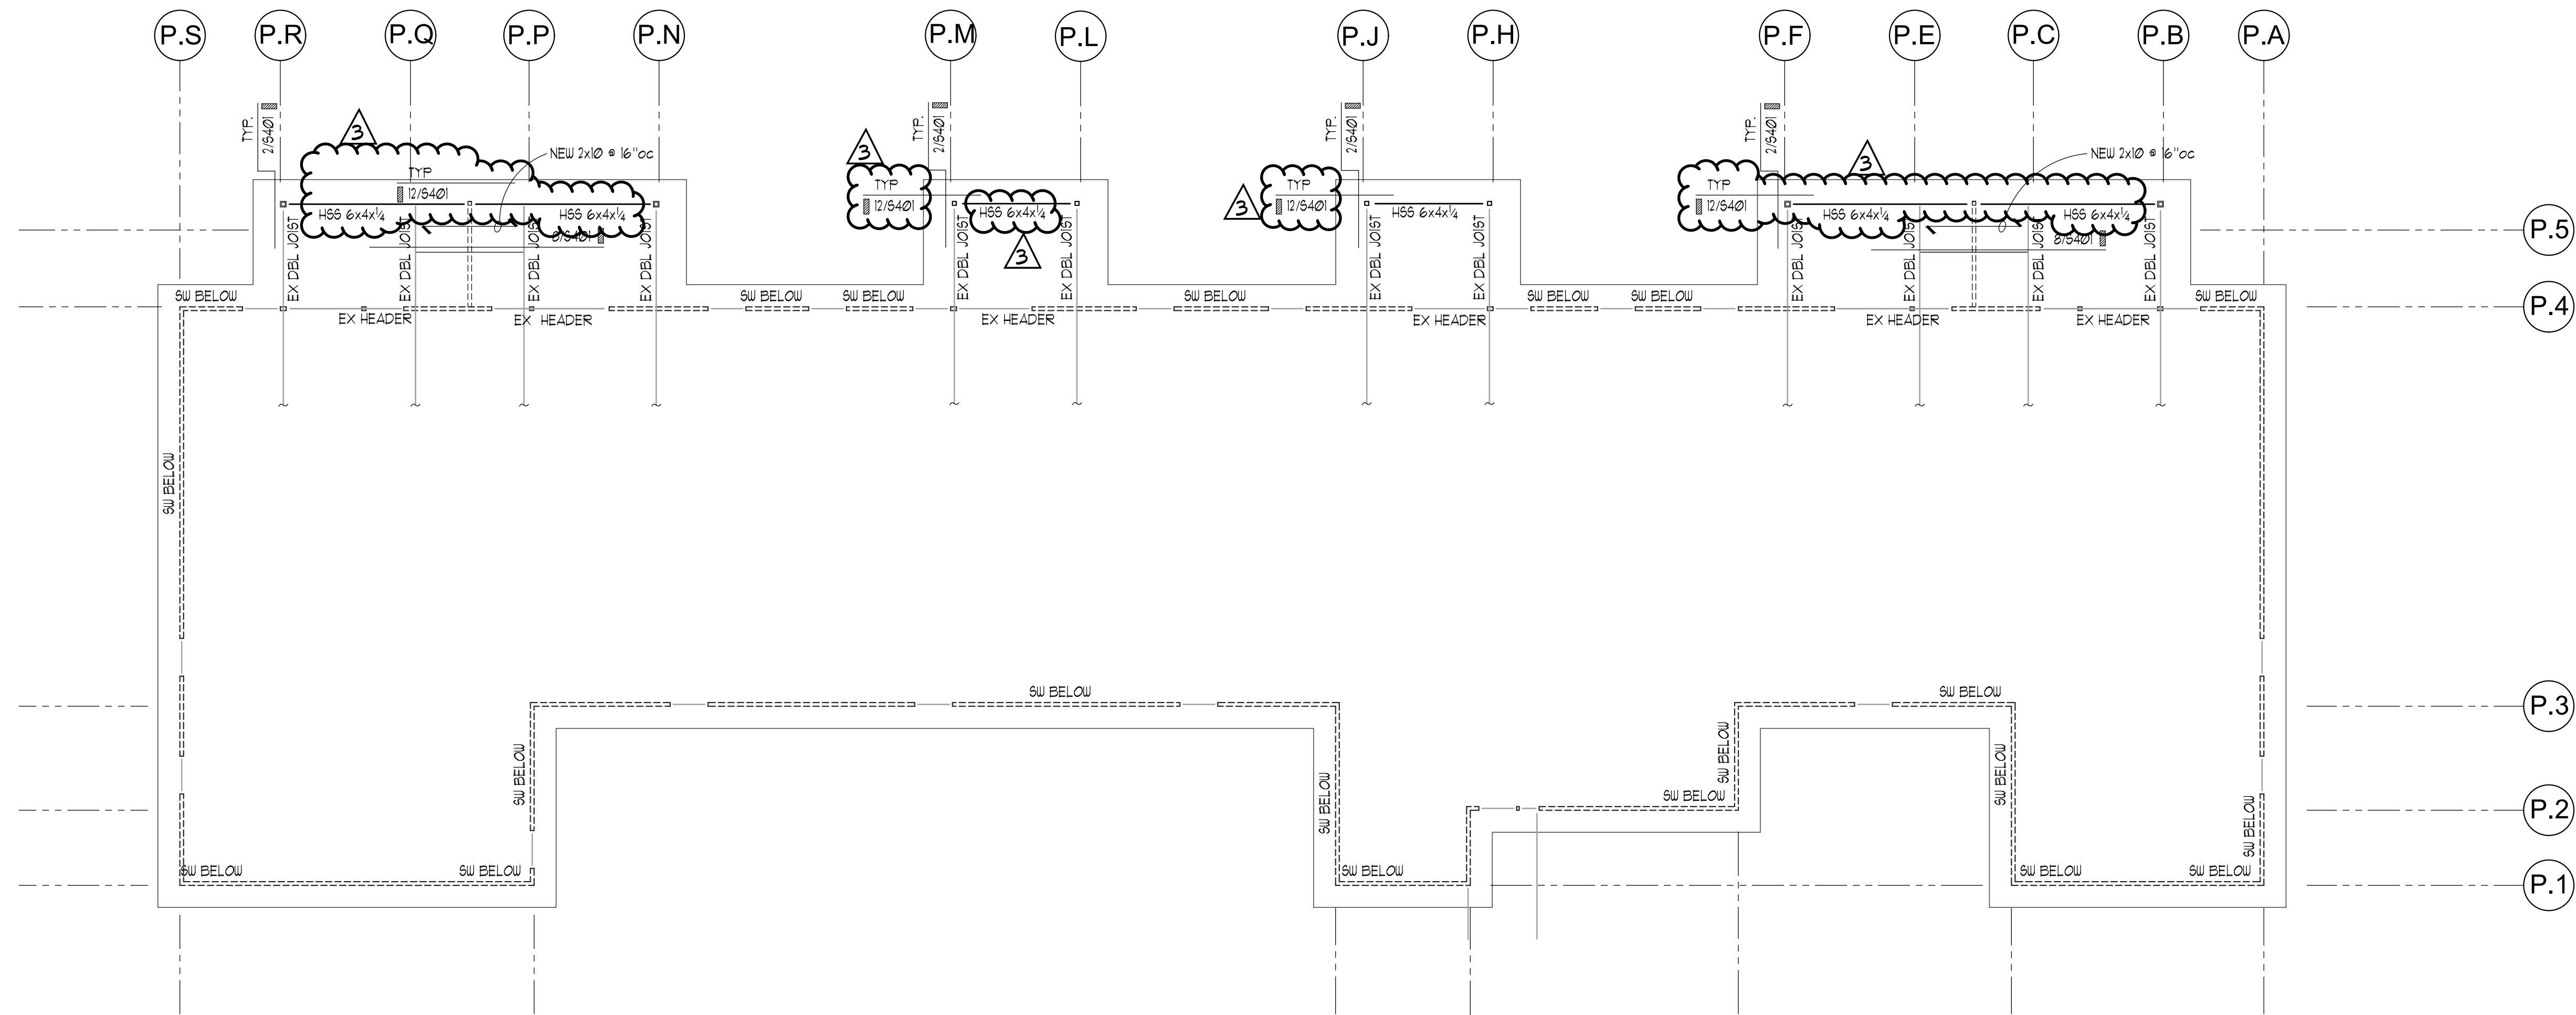 P.S P.R P.Q P.P P.N P.M P.L P.J P.H P.F P.E P.C P.B P.A
TYP.
2/S401
3
TYP
12/S401
NEW 2x10 @ 16"oc
HSS 6x4x¼
HSS 6x4x¼
8/S401
EX DBL JOIST
EX DBL JOIST
EX DBL JOIST
EX DBL JOIST
TYP.
2/S401
3
TYP
12/S401
HSS 6x4x¼
3
EX DBL JOIST
EX DBL JOIST
TYP.
2/S401
3
TYP
12/S401
HSS 6x4x¼
EX DBL JOIST
EX DBL JOIST
TYP.
2/S401
3
TYP
12/S401
NEW 2x10 @ 16"oc
HSS 6x4x¼
HSS 6x4x¼
8/S401
EX DBL JOIST
EX DBL JOIST
EX DBL JOIST
EX DBL JOIST
P.5
SW BELOW
SW BELOW
SW BELOW
SW BELOW
SW BELOW
SW BELOW
SW BELOW
P.4
EX HEADER
EX HEADER
EX HEADER
EX HEADER
EX HEADER
EX HEADER
SW BELOW
SW BELOW
SW BELOW
P.3
SW BELOW
SW BELOW
SW BELOW
SW BELOW
SW BELOW
P.2
SW BELOW
SW BELOW
SW BELOW
SW BELOW
SW BELOW
SW BELOW
P.1